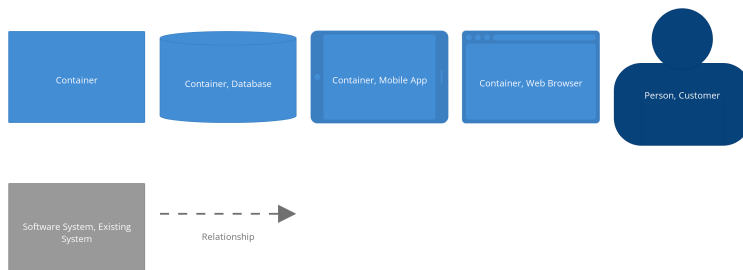 Container
Container, Database
Container, Mobile App
Container, Web Browser
Person, Customer
Software System, Existing
System
Relationship